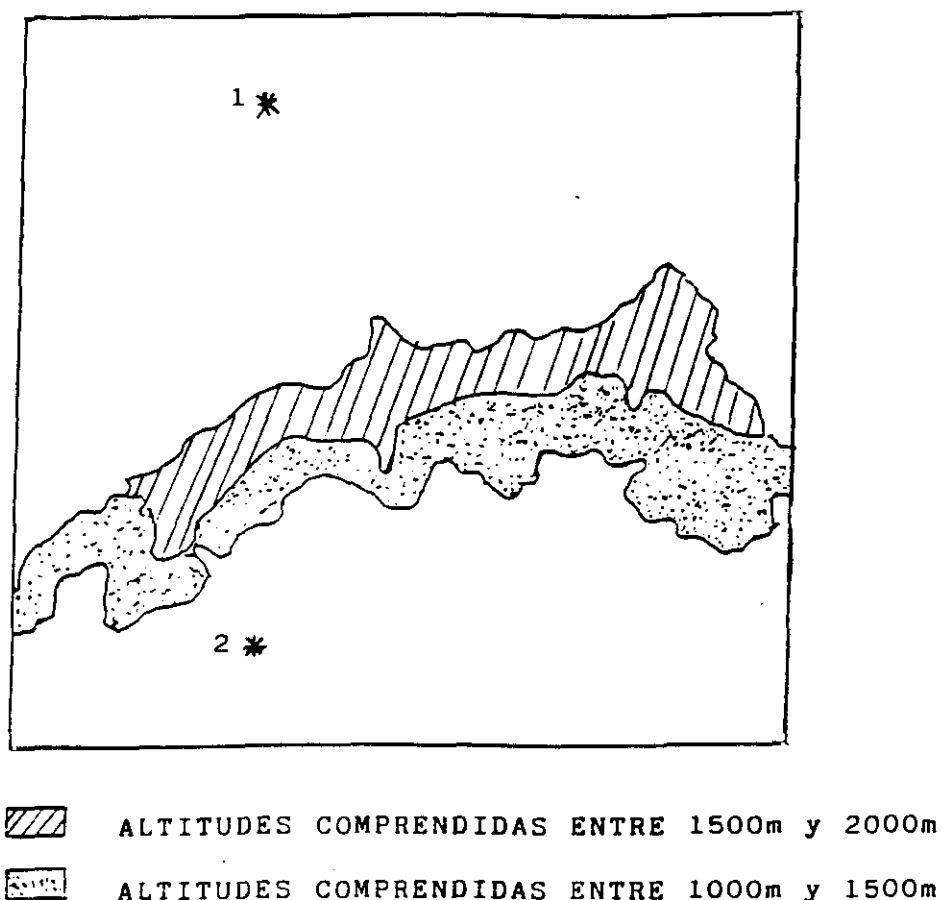 1
2
ALTITUDES COMPRENDIDAS ENTRE 1500m y 2000m
ALTITUDES COMPRENDIDAS ENTRE 1000m y 1500m